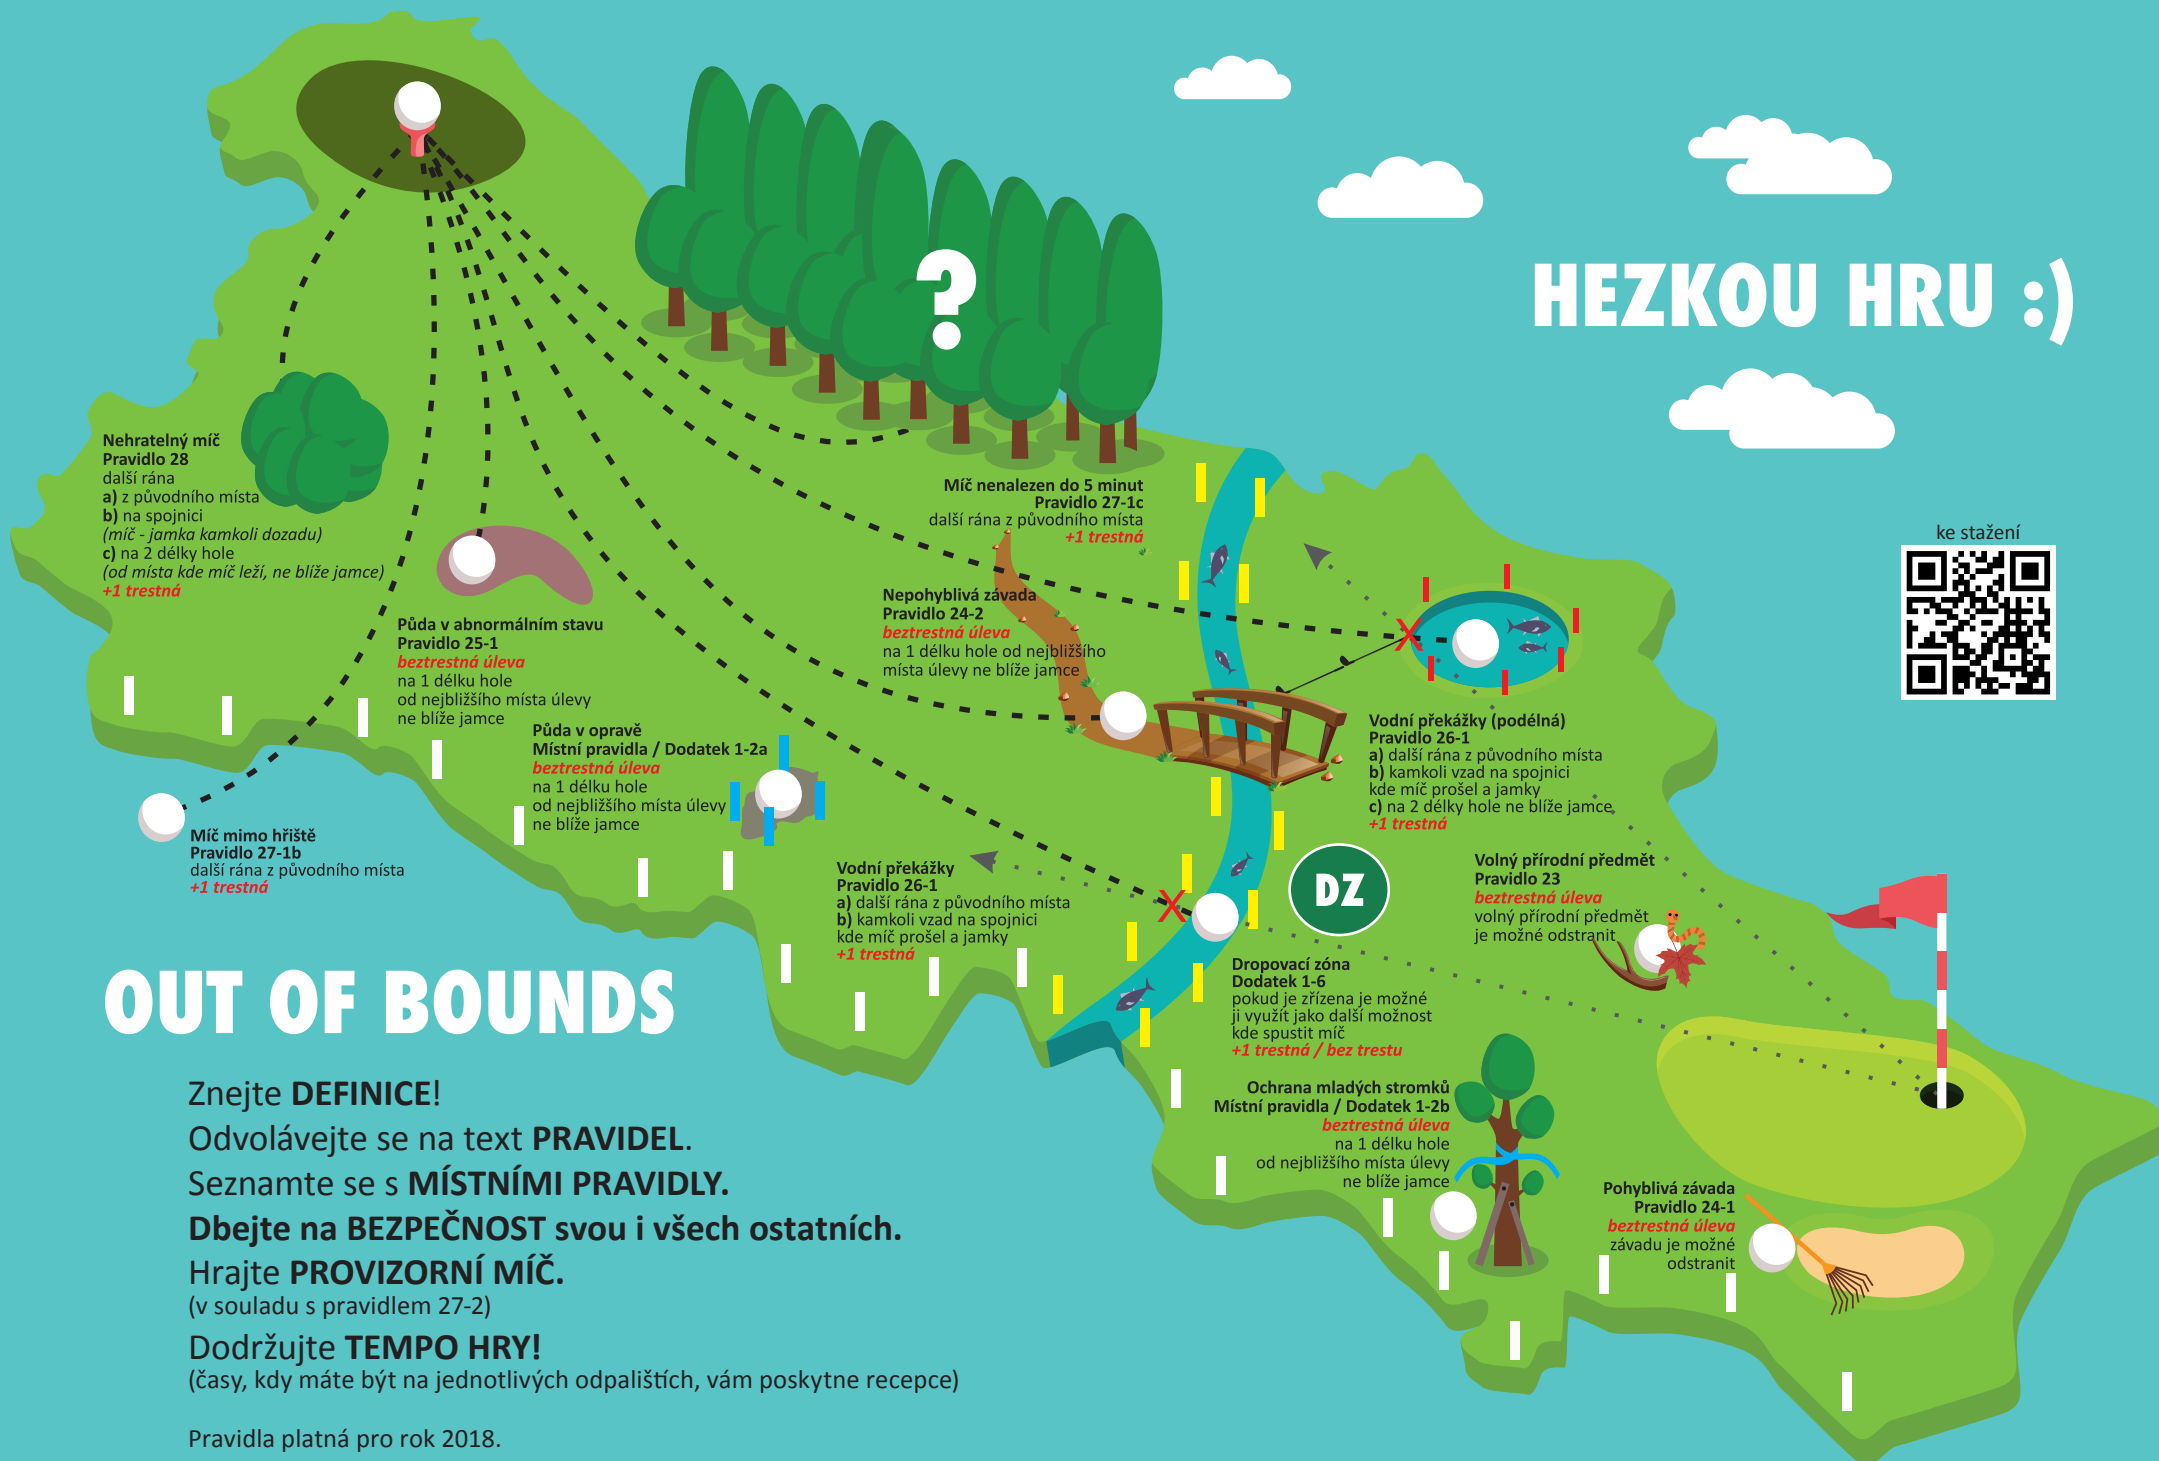 ?
HEZKOU HRU :)
ke stažení
Nehratelný míč
Pravidlo 28
další rána
a) z původního místa
b) na spojnici
(míč - jamka kamkoli dozadu)
c) na 2 délky hole
(od místa kde míč leží, ne blíže jamce)
+1 trestná
Míč nenalezen do 5 minut
Pravidlo 27-1c
další rána z původního místa
+1 trestná
Půda v abnormálním stavu
Pravidlo 25-1
beztrestná úleva
na 1 délku hole
od nejbližšího místa úlevy
ne blíže jamce
Nepohyblivá závada
Pravidlo 24-2
beztrestná úleva
na 1 délku hole od nejbližšího
místa úlevy ne blíže jamce
X
Půda v opravě
Místní pravidla / Dodatek 1-2a
beztrestná úleva
na 1 délku hole
od nejbližšího místa úlevy
ne blíže jamce
Vodní překážky (podélná)
Pravidlo 26-1
a) další rána z původního místa
b) kamkoli vzad na spojnici
kde míč prošel a jamky
c) na 2 délky hole ne blíže jamce
+1 trestná
Míč mimo hřiště
Pravidlo 27-1b
další rána z původního místa
+1 trestná
Vodní překážky
Pravidlo 26-1
a) další rána z původního místa
b) kamkoli vzad na spojnici
kde míč prošel a jamky
+1 trestná
X
DZ
Volný přírodní předmět
Pravidlo 23
beztrestná úleva
volný přírodní předmět
je možné odstranit
Dropovací zóna
Dodatek 1-6
pokud je zřízena je možné
ji využít jako další možnost
kde spustit míč
+1 trestná / bez trestu
Ochrana mladých stromků
Místní pravidla / Dodatek 1-2b
beztrestná úleva
na 1 délku hole
od nejbližšího místa úlevy
ne blíže jamce
Pohyblivá závada
Pravidlo 24-1
beztrestná úleva
závadu je možné
odstranit
OUT OF BOUNDS
Znejte DEFINICE!
Odvolávejte se na text PRAVIDEL.
Seznamte se s MÍSTNÍMI PRAVIDLY.
Dbejte na BEZPEČNOST svou i všech ostatních.
Hrajte PROVIZORNÍ MÍČ.
(v souladu s pravidlem 27-2)
Dodržujte TEMPO HRY!
(časy, kdy máte být na jednotlivých odpalištích, vám poskytne recepce)
Pravidla platná pro rok 2018.